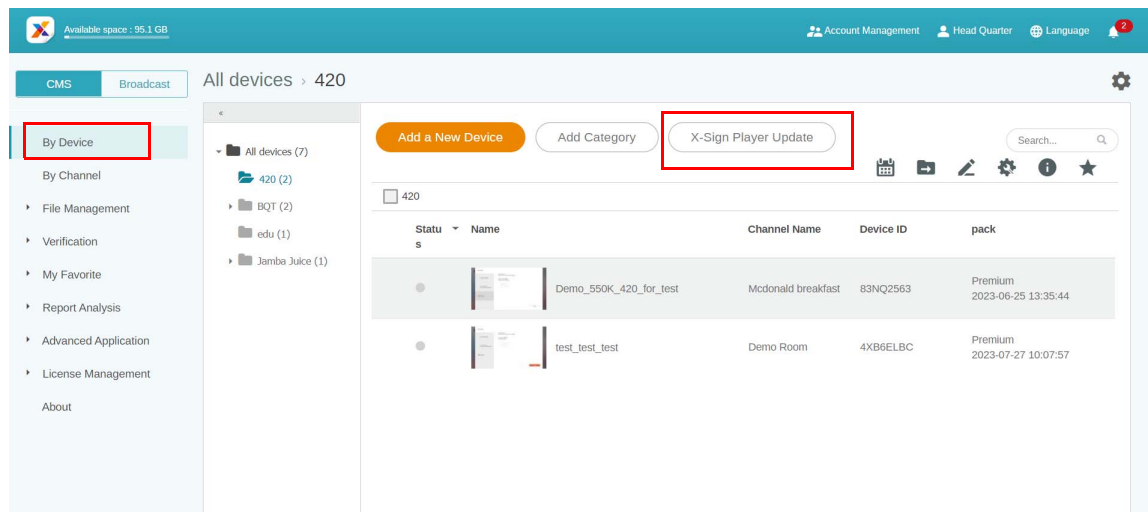 Available space : 95.1 GB
Account Management
Head Quarter
Language
2
CMS
Broadcast
All devices › 420
«
By Device
By Channel
File Management
Verification
My Favorite
Report Analysis
Advanced Application
License Management
About
All devices (7)
420 (2)
BQT (2)
edu (1)
Jamba Juice (1)
Add a New Device
Add Category
X-Sign Player Update
Search...
420
Status
Name
Channel Name
Device ID
pack
Demo_550K_420_for_test
Mcdonald breakfast
83NQ2563
Premium
2023-06-25 13:35:44
test_test_test
Demo Room
4XB6ELBC
Premium
2023-07-27 10:07:57